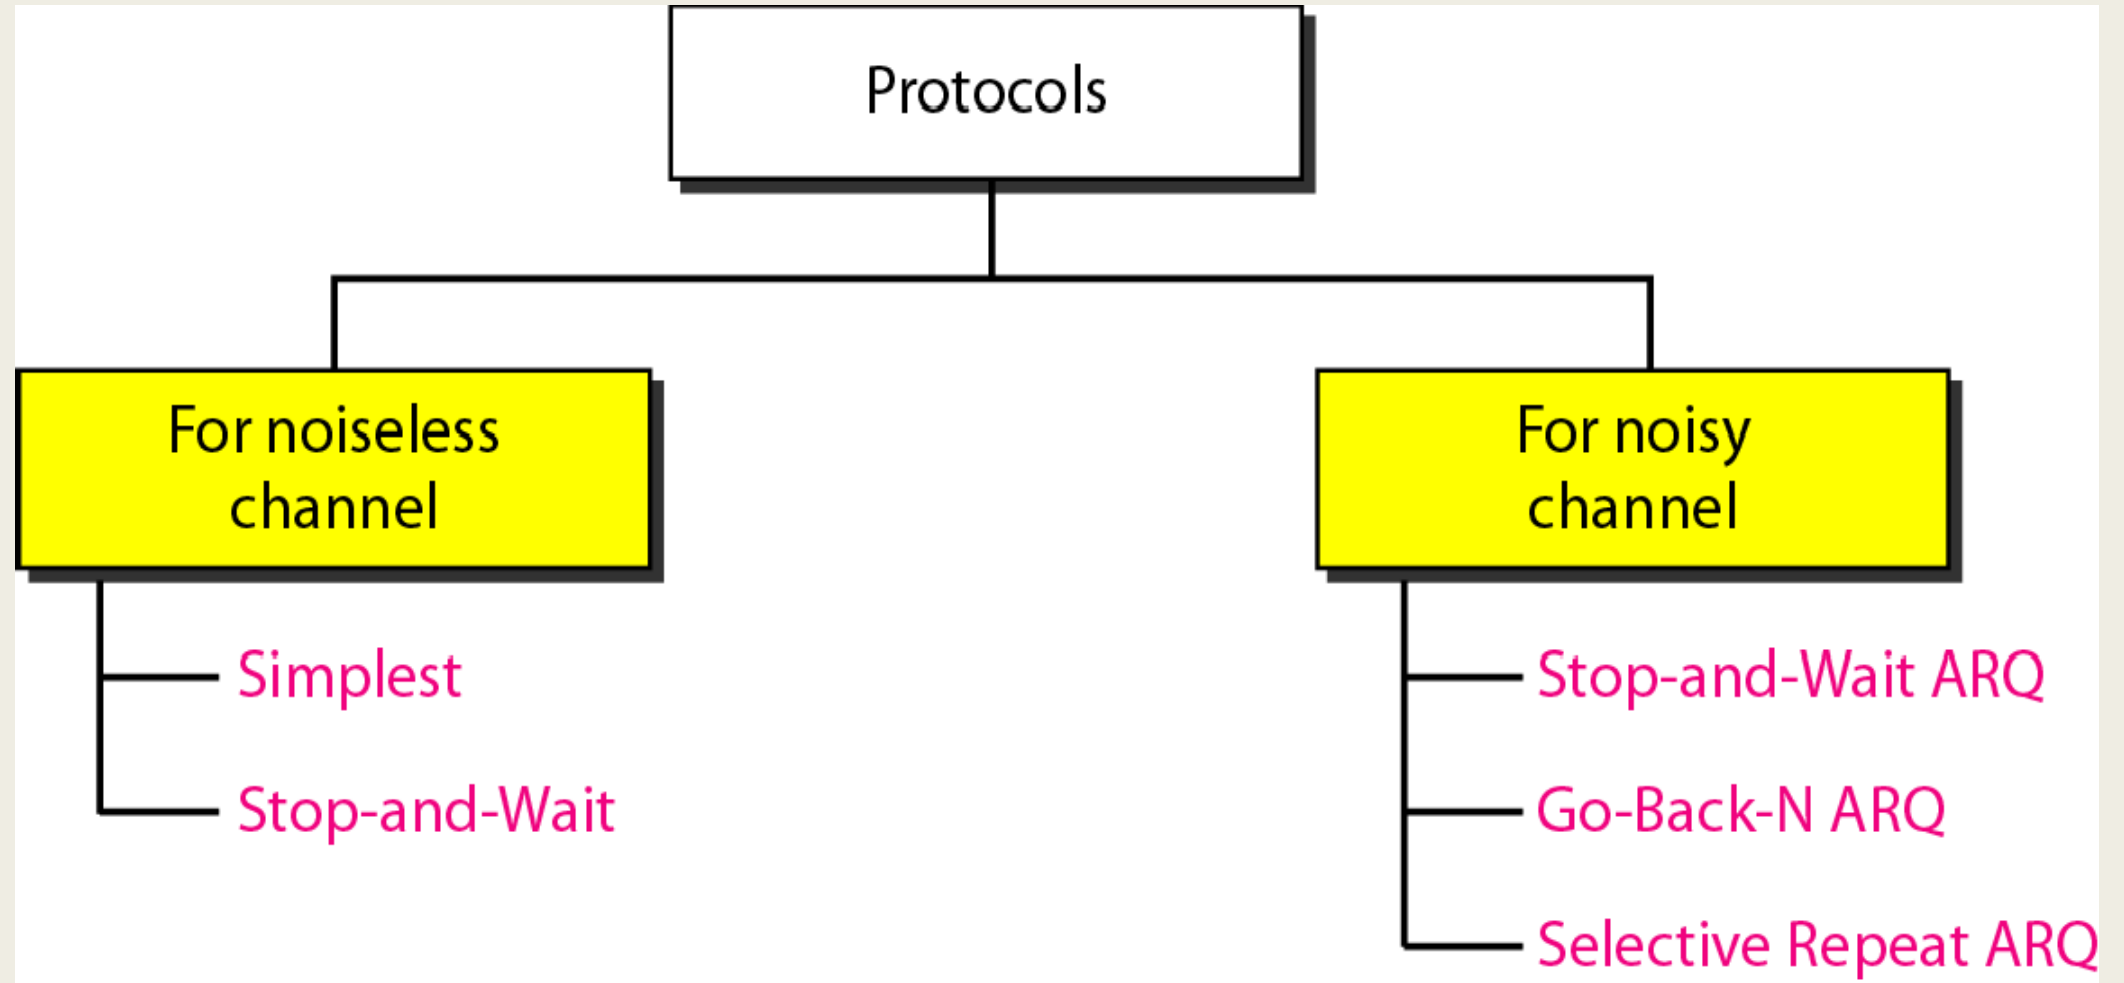 Protocols
For noiseless
channel
Simplest
Stop-and-Wait
For noisy
channel
Stop-and-Wait ARQ
Go-Back-N ARQ
Selective Repeat ARQ